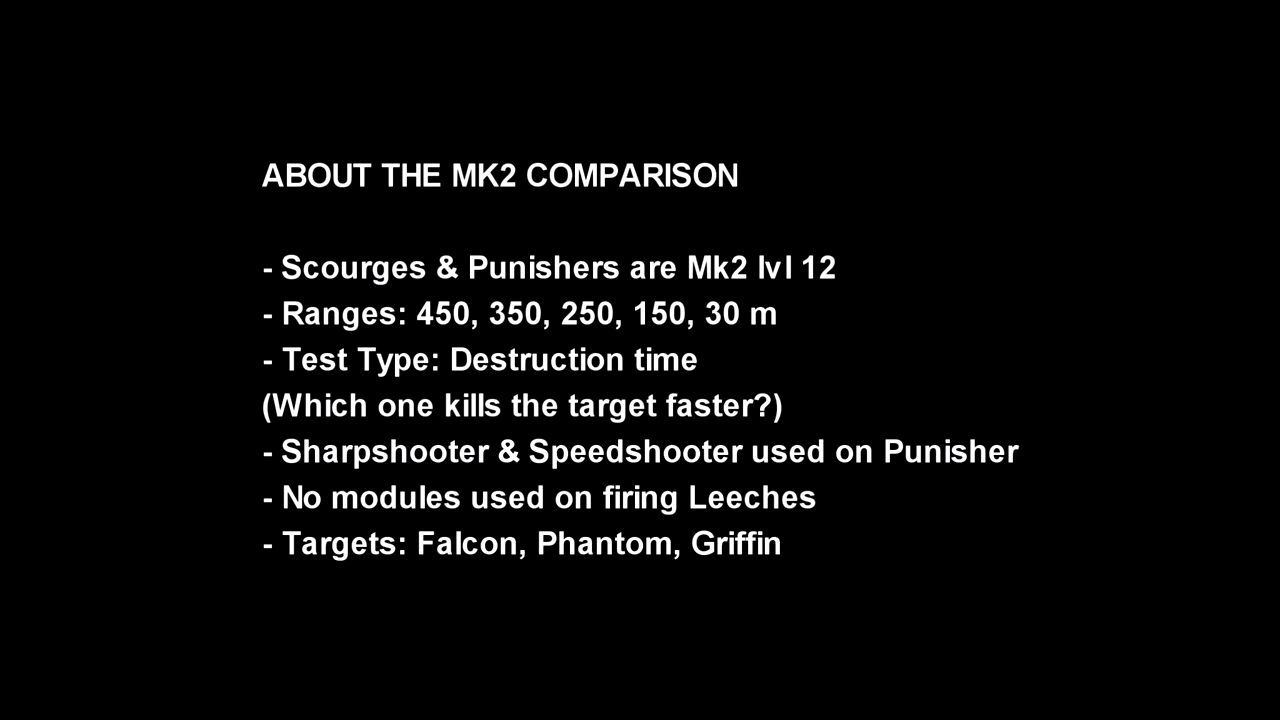 ABOUT THE MK2 COMPARISON
- Scourges & Punishers are Mk2 lvl 12
- Ranges: 450, 350, 250, 150, 30 m
- Test Type: Destruction time
(Which one kills the target faster?)
- Sharpshooter & Speedshooter used on Punisher
- No modules used on firing Leeches
- Targets: Falcon, Phantom, Griffin